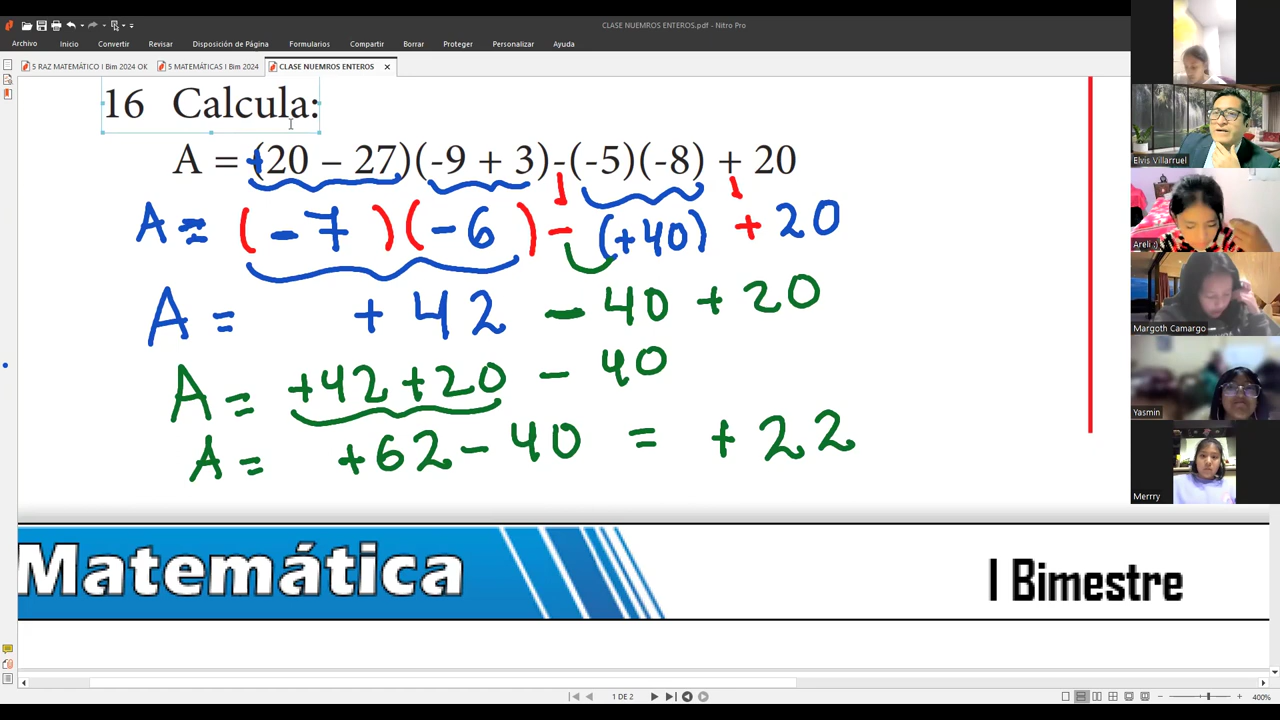 CLASE NUEMROS ENTEROS.pdf - Nitro Pro
Archivo Inicio Convertir Revisar Disposición de Página Formularios Compartir Borrar Proteger Personalizar Ayuda
5 RAZ MATEMÁTICO I Bim 2024 OK 5 MATEMÁTICAS I Bim 2024 CLASE NUEMROS ENTEROS
16 Calcula:
A = (20 – 27)(-9 + 3)-(-5)(-8) + 20
A = (-7)(-6) - (+40) + 20
A = +42 - 40 + 20
A = +42 +20 - 40
A = +62 - 40 = +22
Matemática
I Bimestre
1 DE 2
400%
Elvis Villarruel
Areli :)
Margoth Camargo
Yasmin
Merrry